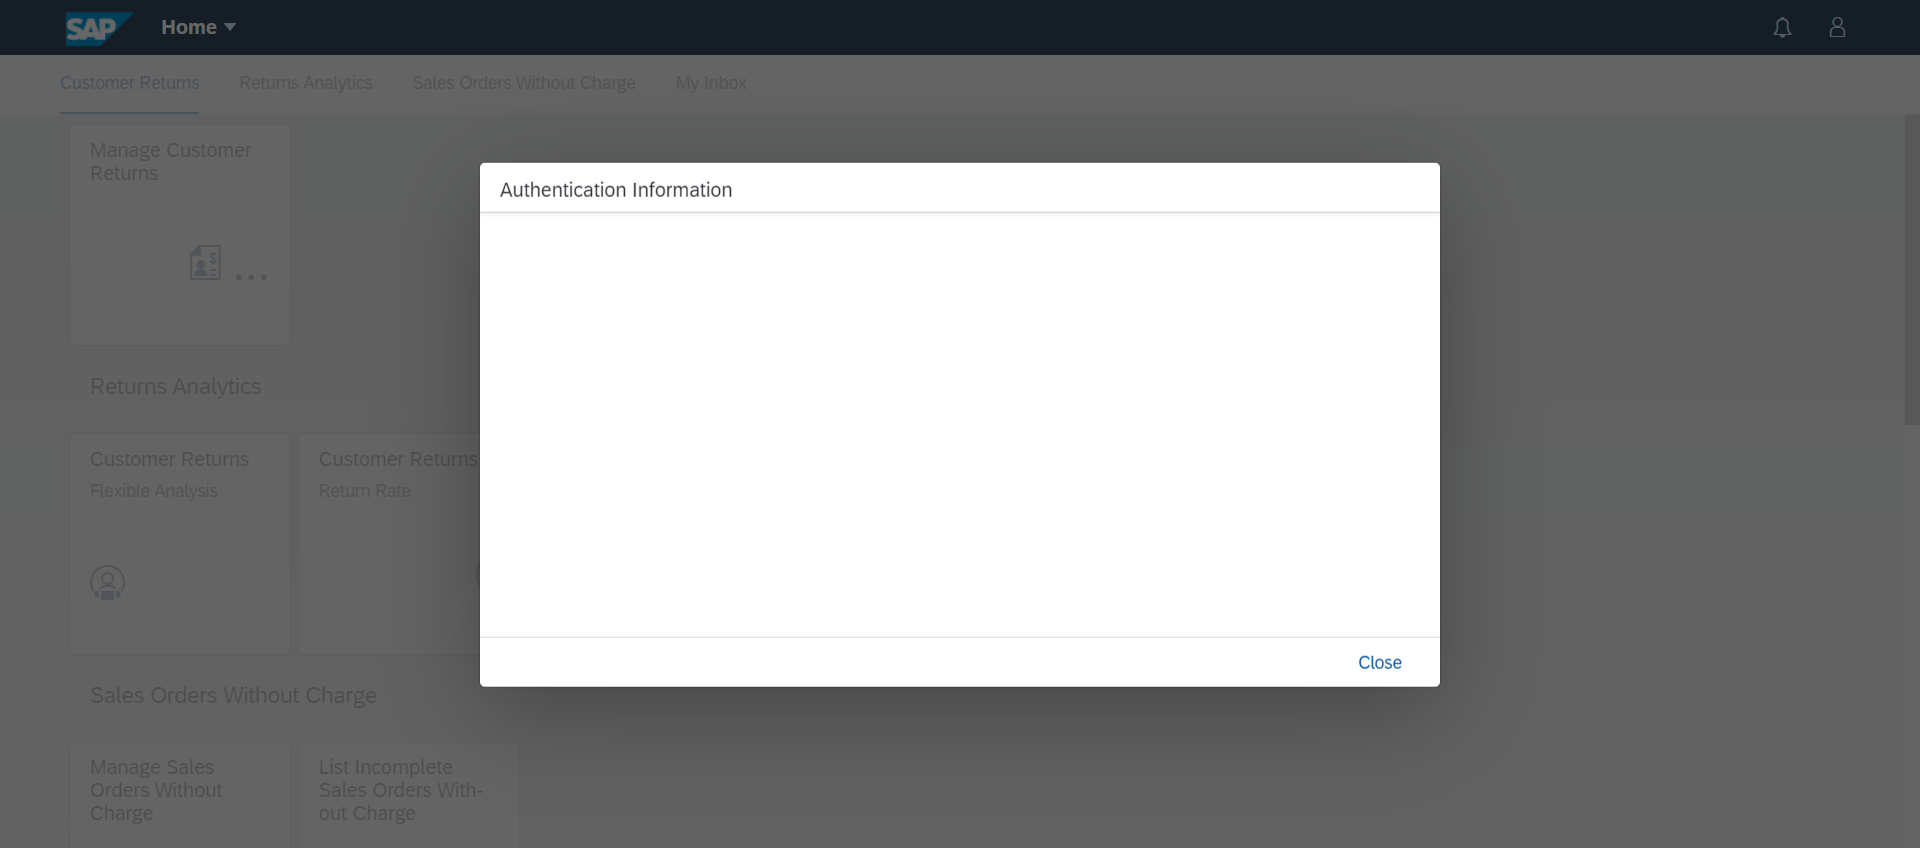 SAP Home
Customer Returns Returns Analytics Sales Orders Without Charge My Inbox
Manage Customer
Returns
Authentication Information
Close
Returns Analytics
Customer Returns
Flexible Analysis
Customer Returns
Return Rate
Sales Orders Without Charge
Manage Sales
Orders Without
Charge
List Incomplete
Sales Orders With-
out Charge